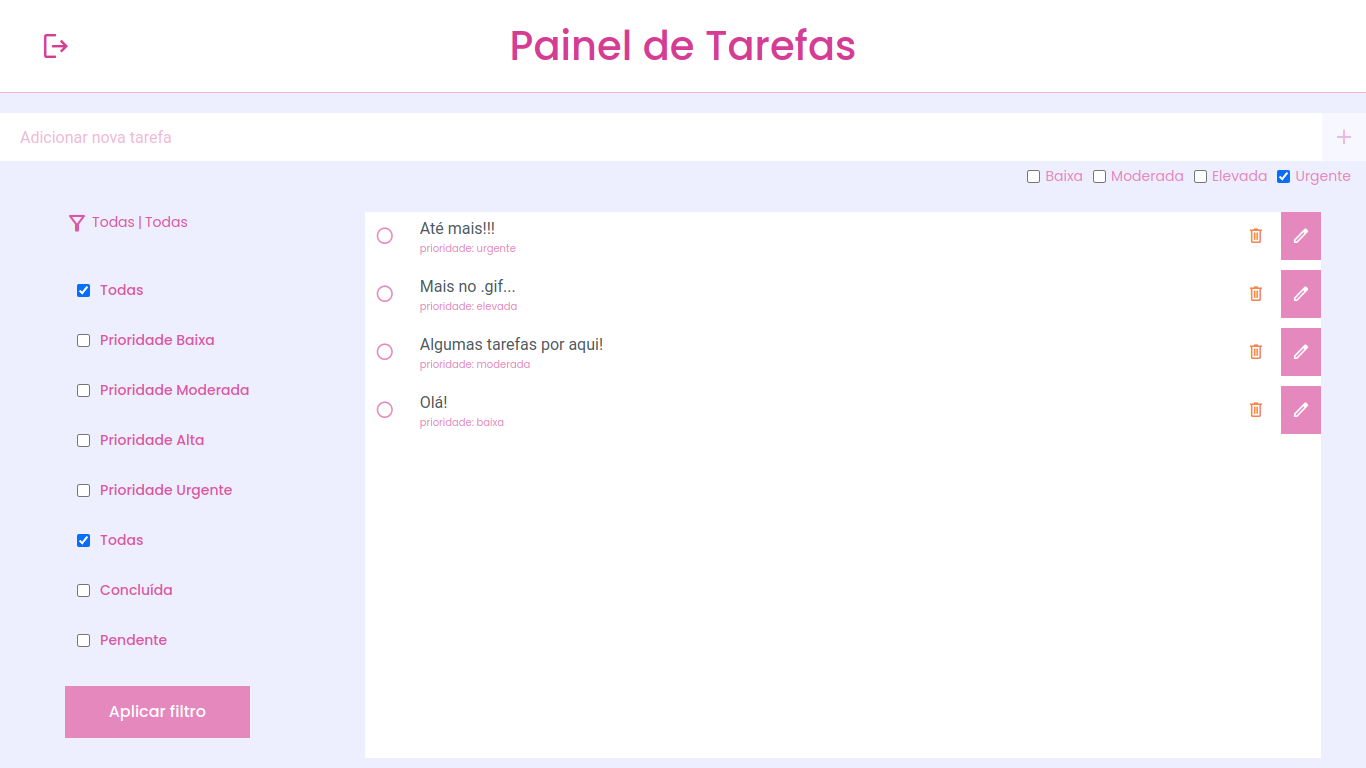 Painel de Tarefas
Adicionar nova tarefa
Baixa Moderada Elevada Urgente
Todas | Todas
Todas
Prioridade Baixa
Prioridade Moderada
Prioridade Alta
Prioridade Urgente
Todas
Concluída
Pendente
Aplicar filtro
Até mais!!!
prioridade: urgente
Mais no .gif...
prioridade: elevada
Algumas tarefas por aqui!
prioridade: moderada
Olá!
prioridade: baixa